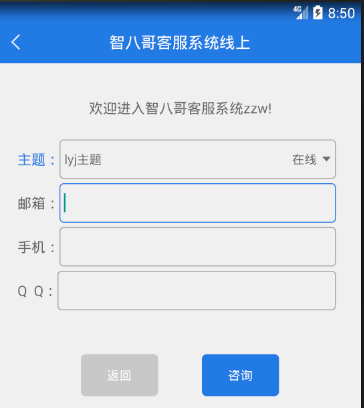 4G 8:50
智八哥客服系统线上
欢迎进入智八哥客服系统zzw!
主题： lyj主题 在线
邮箱：
手机：
Q Q：
返回 咨询